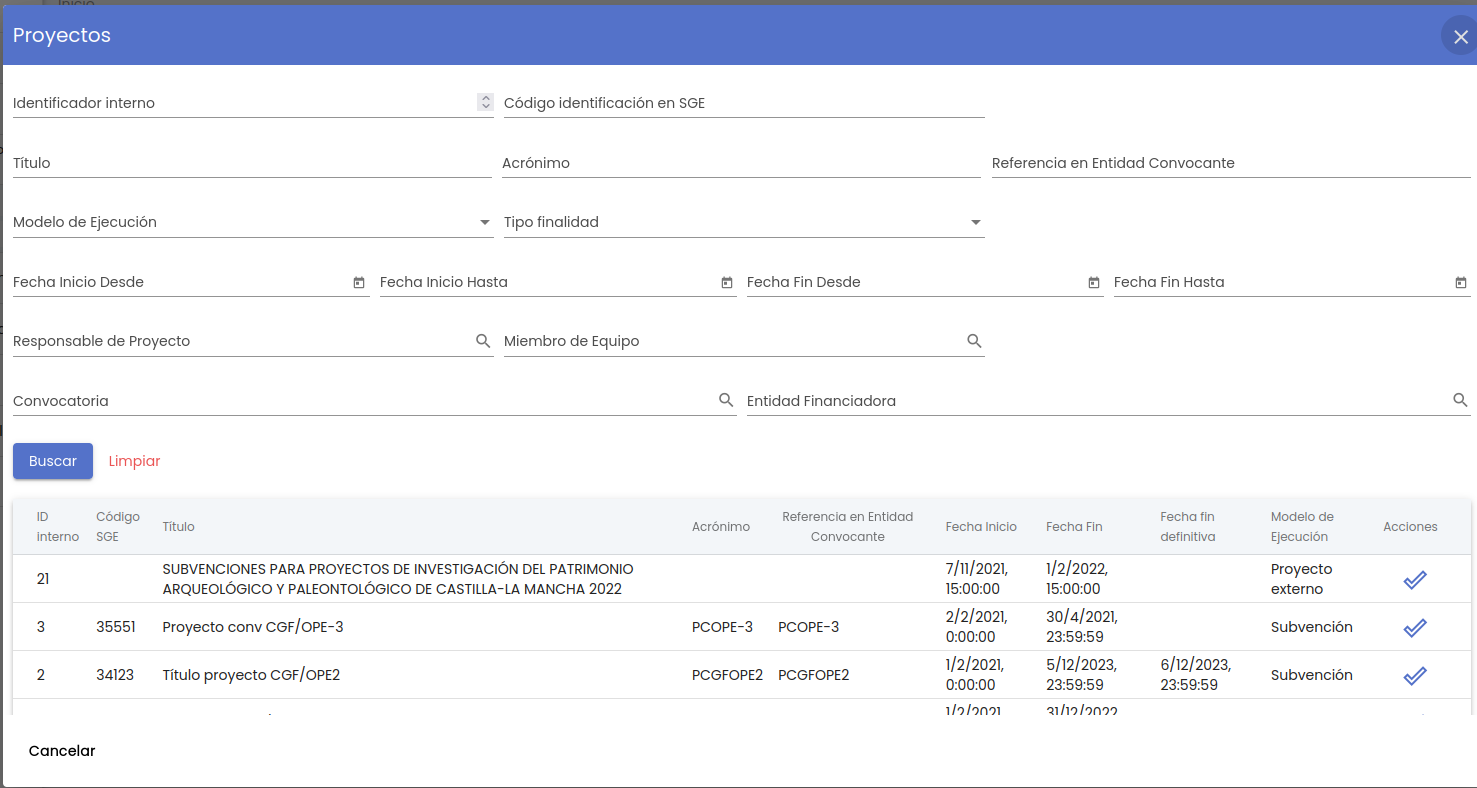 Inicio
Proyectos
Identificador interno
Código identificación en SGE
Título
Acrónimo
Referencia en Entidad Convocante
Modelo de Ejecución
Tipo finalidad
Fecha Inicio Desde
Fecha Inicio Hasta
Fecha Fin Desde
Fecha Fin Hasta
Responsable de Proyecto
Miembro de Equipo
Convocatoria
Entidad Financiadora
Buscar
Limpiar
ID
interno
Código
SGE
Título
Acrónimo
Referencia en Entidad
Convocante
Fecha Inicio
Fecha Fin
Fecha fin
definitiva
Modelo de
Ejecución
Acciones
21
SUBVENCIONES PARA PROYECTOS DE INVESTIGACIÓN DEL PATRIMONIO
ARQUEOLÓGICO Y PALEONTOLÓGICO DE CASTILLA-LA MANCHA 2022
7/11/2021,
15:00:00
1/2/2022,
15:00:00
Proyecto
externo
3
35551
Proyecto conv CGF/OPE-3
PCOPE-3
PCOPE-3
2/2/2021,
0:00:00
30/4/2021,
23:59:59
Subvención
2
34123
Título proyecto CGF/OPE2
PCGFOPE2
PCGFOPE2
1/2/2021,
0:00:00
5/12/2023,
23:59:59
6/12/2023,
23:59:59
Subvención
1/2/2021
31/12/2022
Cancelar